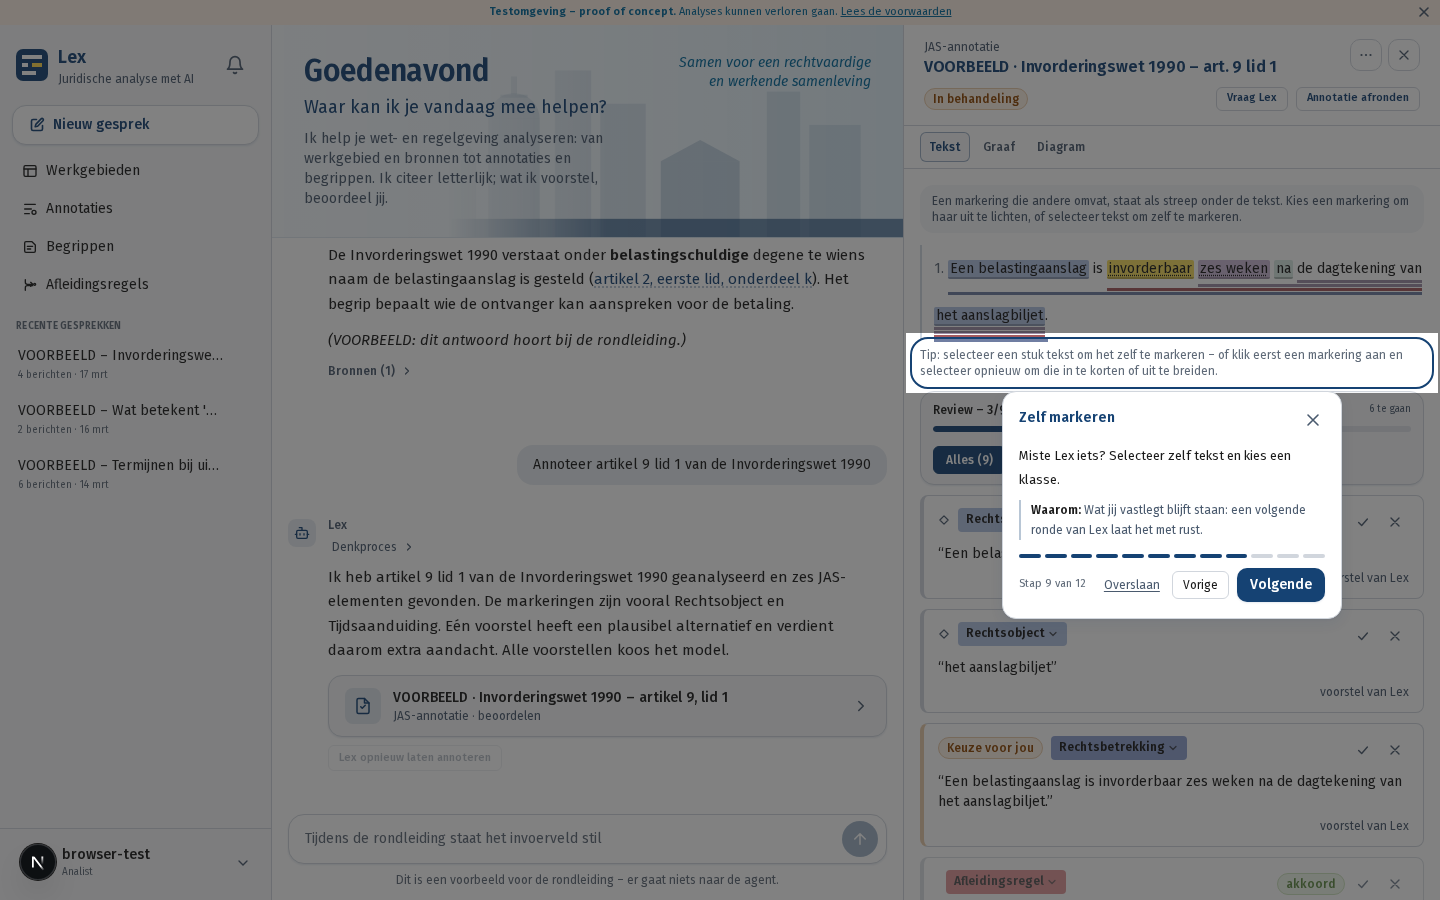 Testomgeving – proof of concept. Analyses kunnen verloren gaan. Lees de voorwaarden
Lex
Juridische analyse met AI
Nieuw gesprek
Werkgebieden
Annotaties
Begrippen
Afleidingsregels
RECENTE GESPREKKEN
VOORBEELD – Invorderingswe...
4 berichten · 17 mrt
VOORBEELD – Wat betekent '...
2 berichten · 16 mrt
VOORBEELD – Termijnen bij ui...
6 berichten · 14 mrt
N
browser-test
Analist
Goedenavond
Waar kan ik je vandaag mee helpen?
Ik help je wet- en regelgeving analyseren: van
werkgebied en bronnen tot annotaties en
begrippen. Ik citeer letterlijk; wat ik voorstel,
beoordeel jij.
Samen voor een rechtvaardige
en werkende samenleving
De Invorderingswet 1990 verstaat onder belastingschuldige degene te wiens
naam de belastingaanslag is gesteld (artikel 2, eerste lid, onderdeel k). Het
begrip bepaalt wie de ontvanger kan aanspreken voor de betaling.
(VOORBEELD: dit antwoord hoort bij de rondleiding.)
Bronnen (1)
Annoteer artikel 9 lid 1 van de Invorderingswet 1990
Lex
Denkproces
Ik heb artikel 9 lid 1 van de Invorderingswet 1990 geanalyseerd en zes JAS-
elementen gevonden. De markeringen zijn vooral Rechtsobject en
Tijdsaanduiding. Eén voorstel heeft een plausibel alternatief en verdient
daarom extra aandacht. Alle voorstellen koos het model.
VOORBEELD · Invorderingswet 1990 – artikel 9, lid 1
JAS-annotatie · beoordelen
Lex opnieuw laten annoteren
Tijdens de rondleiding staat het invoerveld stil
Dit is een voorbeeld voor de rondleiding – er gaat niets naar de agent.
JAS-annotatie
VOORBEELD · Invorderingswet 1990 – art. 9 lid 1
In behandeling
Vraag Lex
Annotatie afronden
Tekst
Graaf
Diagram
Een markering die andere omvat, staat als streep onder de tekst. Kies een markering om
haar uit te lichten, of selecteer tekst om zelf te markeren.
1. Een belastingaanslag is invorderbaar zes weken na de dagtekening van
het aanslagbiljet.
Tip: selecteer een stuk tekst om het zelf te markeren – of klik eerst een markering aan en
selecteer opnieuw om die in te korten of uit te breiden.
Review – 3/9
6 te gaan
Alles (9)
Zelf markeren
Miste Lex iets? Selecteer zelf tekst en kies een
klasse.
Waarom: Wat jij vastlegt blijft staan: een volgende
ronde van Lex laat het met rust.
Stap 9 van 12
Overslaan
Vorige
Volgende
Rechts
“Een bela
rstel van Lex
Rechtsobject
“het aanslagbiljet”
voorstel van Lex
Keuze voor jou
Rechtsbetrekking
“Een belastingaanslag is invorderbaar zes weken na de dagtekening van
het aanslagbiljet.”
voorstel van Lex
Afleidingsregel
akkoord